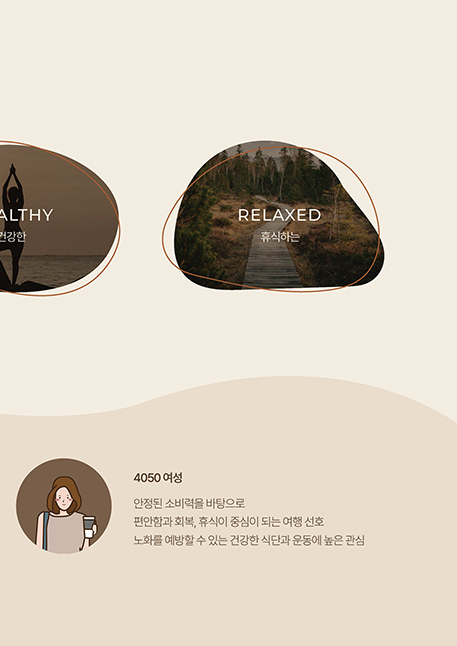 ALTHY
건강한
RELAXED
휴식하는
4050 여성
안정된 소비력을 바탕으로
편안함과 회복, 휴식이 중심이 되는 여행 선호
노화를 예방할 수 있는 건강한 식단과 운동에 높은 관심